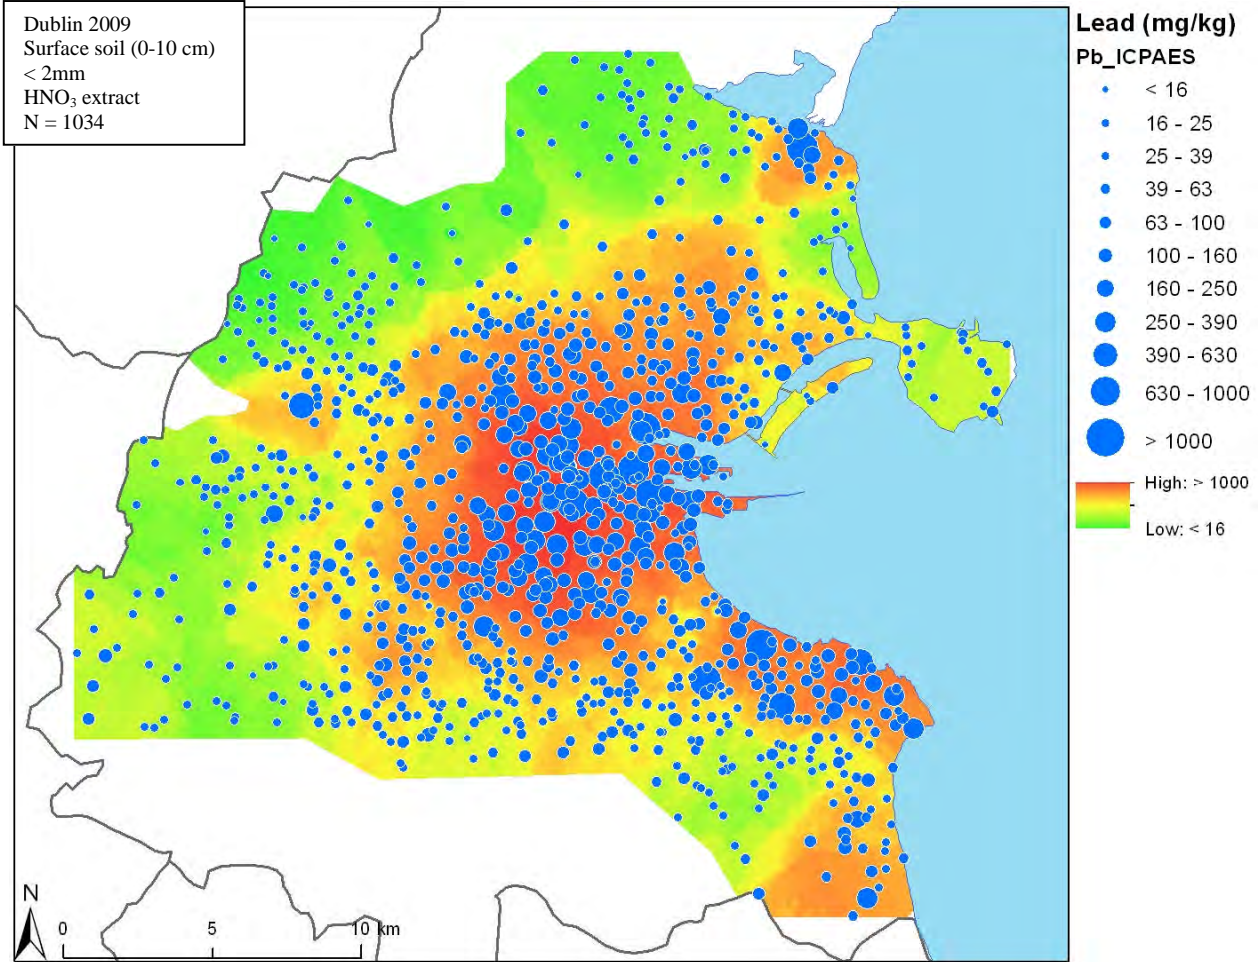 Dublin 2009
Surface soil (0-10 cm)
< 2mm
HNO₃ extract
N = 1034
Lead (mg/kg)
Pb_ICPAES
< 16
16 - 25
25 - 39
39 - 63
63 - 100
100 - 160
160 - 250
250 - 390
390 - 630
630 - 1000
> 1000
High: > 1000
Low: < 16
N
0 5 10 km